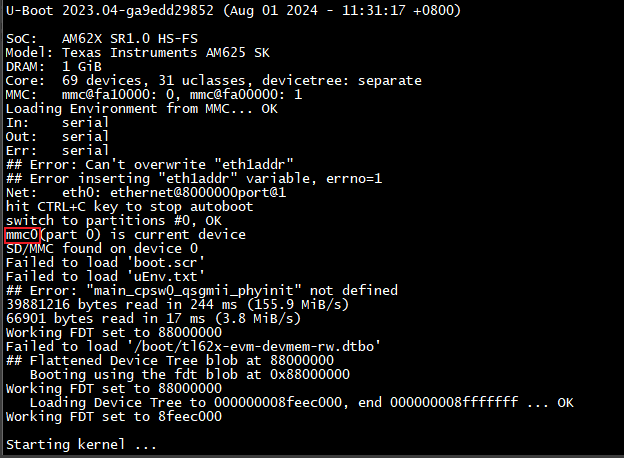 U-Boot 2023.04-ga9edd29852 (Aug 01 2024 - 11:31:17 +0800)
SoC:   AM62X SR1.0 HS-FS
Model: Texas Instruments AM625 SK
DRAM:  1 GiB
Core:  69 devices, 31 uclasses, devicetree: separate
MMC:   mmc@fa10000: 0, mmc@fa00000: 1
Loading Environment from MMC... OK
In:    serial
Out:   serial
Err:   serial
## Error: Can't overwrite "eth1addr"
## Error inserting "eth1addr" variable, errno=1
Net:   eth0: ethernet@8000000port@1
hit CTRL+C key to stop autoboot
switch to partitions #0, OK
mmc0(part 0) is current device
SD/MMC found on device 0
Failed to load 'boot.scr'
Failed to load 'uEnv.txt'
## Error: "main_cpsw0_qsgmii_phyinit" not defined
39881216 bytes read in 244 ms (155.9 MiB/s)
66901 bytes read in 17 ms (3.8 MiB/s)
Working FDT set to 88000000
Failed to load '/boot/tl62x-evm-devmem-rw.dtbo'
## Flattened Device Tree blob at 88000000
   Booting using the fdt blob at 0x88000000
Working FDT set to 88000000
   Loading Device Tree to 000000008feec000, end 000000008fffffff ... OK
Working FDT set to 8feec000
Starting kernel ...